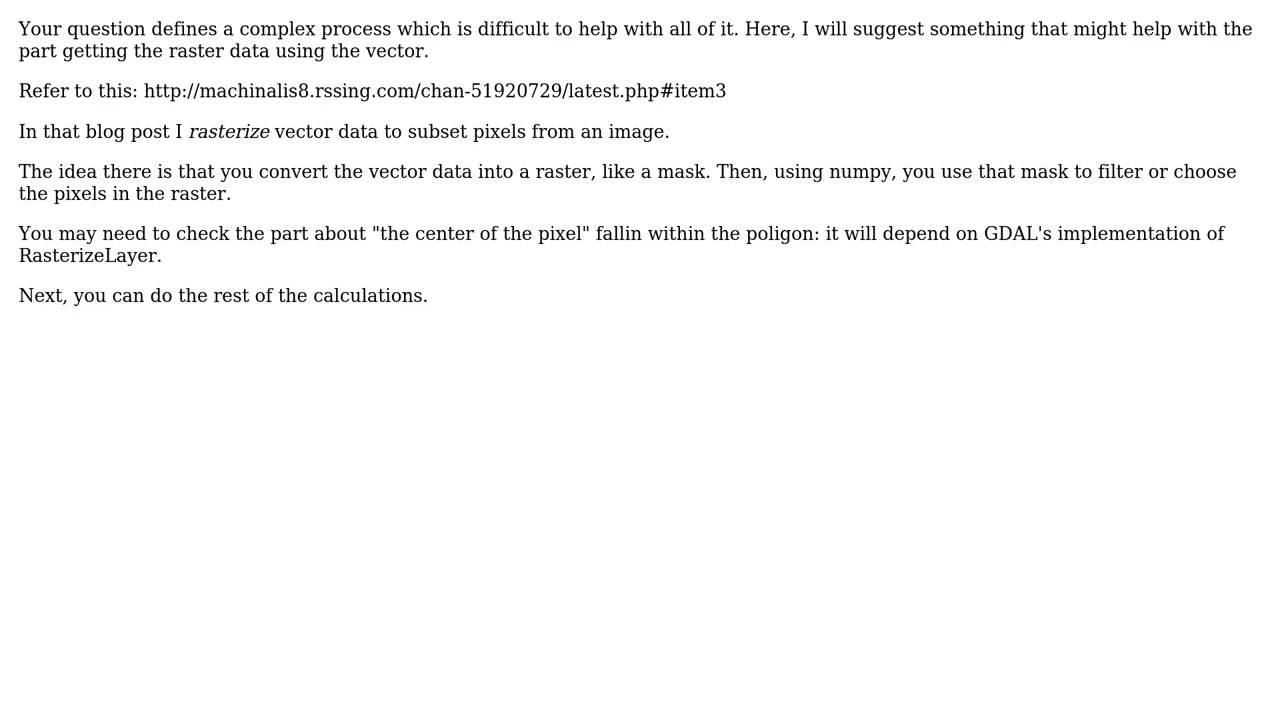 Your question defines a complex process which is difficult to help with all of it. Here, I will suggest something that might help with the
part getting the raster data using the vector.
Refer to this: http://machinalis8.rssing.com/chan-51920729/latest.php#item3
In that blog post I rasterize vector data to subset pixels from an image.
The idea there is that you convert the vector data into a raster, like a mask. Then, using numpy, you use that mask to filter or choose
the pixels in the raster.
You may need to check the part about "the center of the pixel" fallin within the poligon: it will depend on GDAL's implementation of
RasterizeLayer.
Next, you can do the rest of the calculations.